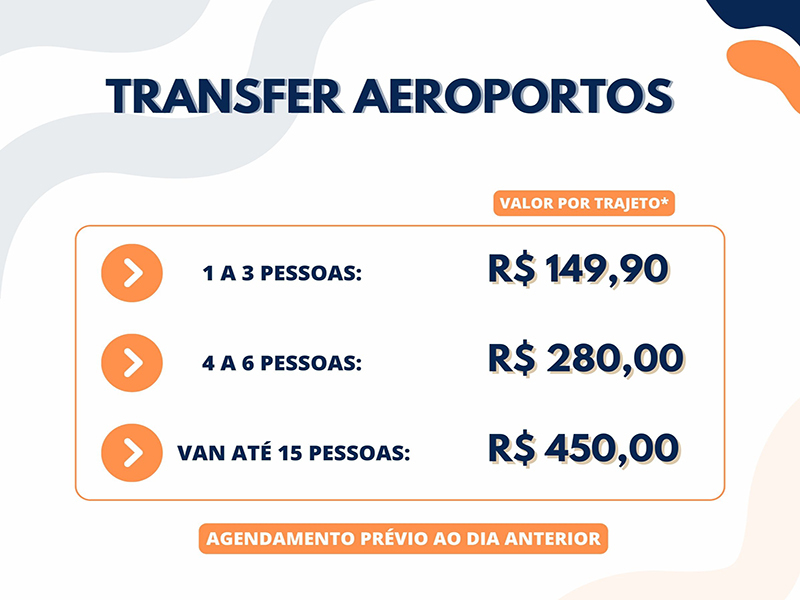 TRANSFER AEROPORTOS
VALOR POR TRAJETO*
1 A 3 PESSOAS: R$ 149,90
4 A 6 PESSOAS: R$ 280,00
VAN ATÉ 15 PESSOAS: R$ 450,00
AGENDAMENTO PRÉVIO AO DIA ANTERIOR